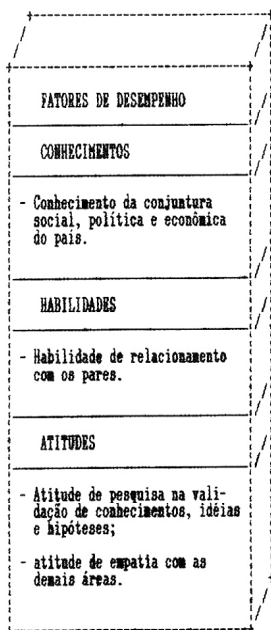 FATORES DE DESEMPENHO
CONHECIMENTOS
- Conhecimento da conjuntura
social, política e econômica
do país.
HABILIDADES
- Habilidade de relacionamento
com os pares.
ATITUDES
- Atitude de pesquisa na vali-
dação de conhecimentos, idéias
e hipóteses;
- atitude de empatia com as
demais áreas.